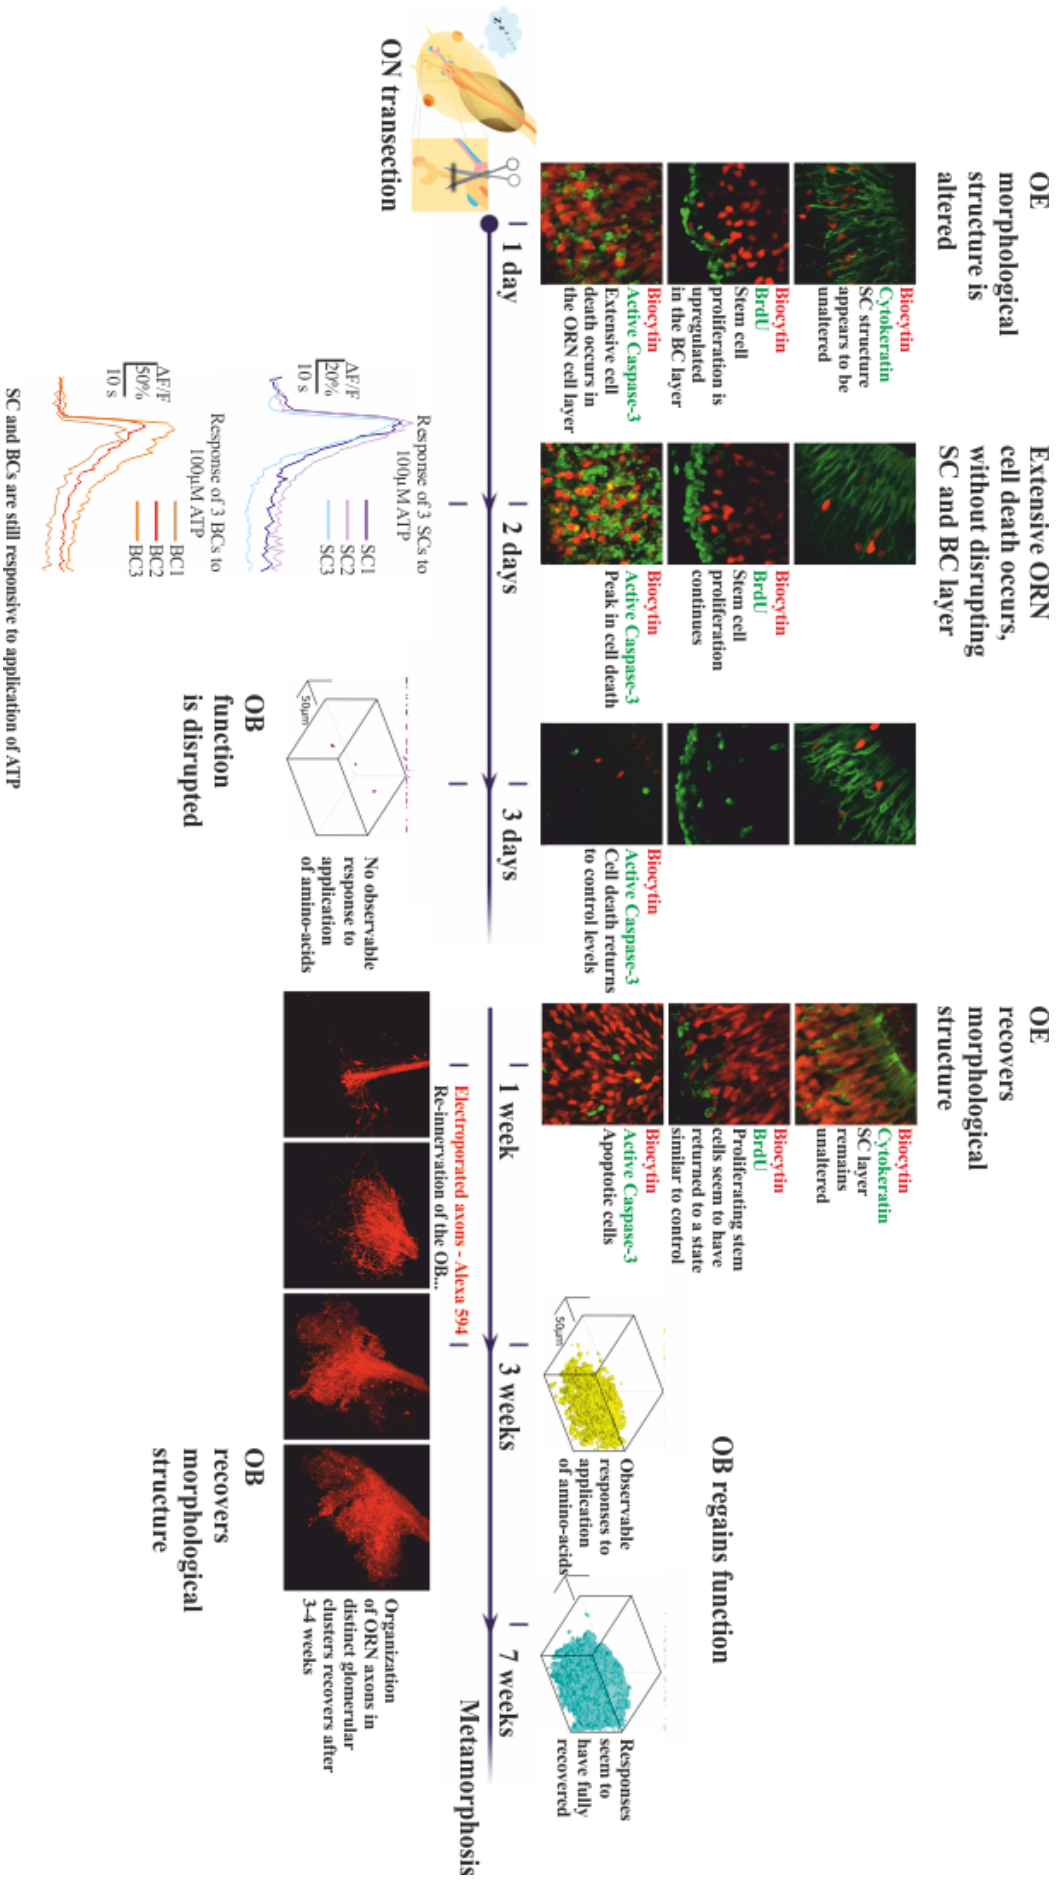 OE
morphological
structure is
altered
Extensive ORN
cell death occurs,
without disrupting
SC and BC layer
OE
recovers
morphological
structure
Biocytin
Cytokeratin
SC structure
appears to be
unaltered
Biocytin
Cytokeratin
SC layer
remains
unaltered
Biocytin
BrdU
Stem cell
proliferation is
upregulated
in the BC layer
Biocytin
BrdU
Stem cell
proliferation
continues
Biocytin
BrdU
Proliferating stem
cells seem to have
returned to a state
similar to control
OB regains function
Biocytin
Active Caspase-3
Extensive cell
death occurs in
the ORN cell layer
Biocytin
Active Caspase-3
Peak in cell death
Biocytin
Active Caspase-3
Cell death returns
to control levels
Biocytin
Active Caspase-3
Apoptotic cells
50µm
Observable
responses to
application
of amino-acids
Responses
seem to
have fully
recovered
zzz....
ON transection
1 day
2 days
3 days
1 week
3 weeks
7 weeks
Metamorphosis
Electroporated axons - Alexa 594
Re-innervation of the OB...
Response of 3 SCs to
100µM ATP
ΔF/F
20%
10 s
SC1
SC2
SC3
50µm
No observable
response to
application
of amino-acids
Organization
of ORN axons in
distinct glomerular
clusters recovers after
3-4 weeks
OB
function
is disrupted
OB
recovers
morphological
structure
Response of 3 BCs to
100µM ATP
ΔF/F
50%
10 s
BC1
BC2
BC3
SC and BCs are still responsive to application of ATP